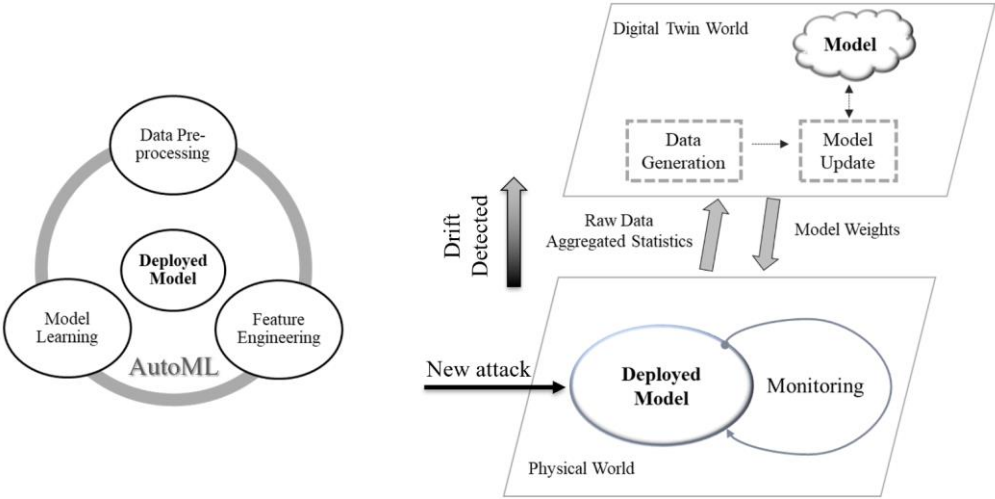 Data Pre-
processing
Deployed
Model
Model
Learning
Feature
Engineering
AutoML
Digital Twin World
Model
Data
Generation
Model
Update
Drift
Detected
Raw Data
Aggregated Statistics
Model Weights
New attack
Deployed
Model
Monitoring
Physical World